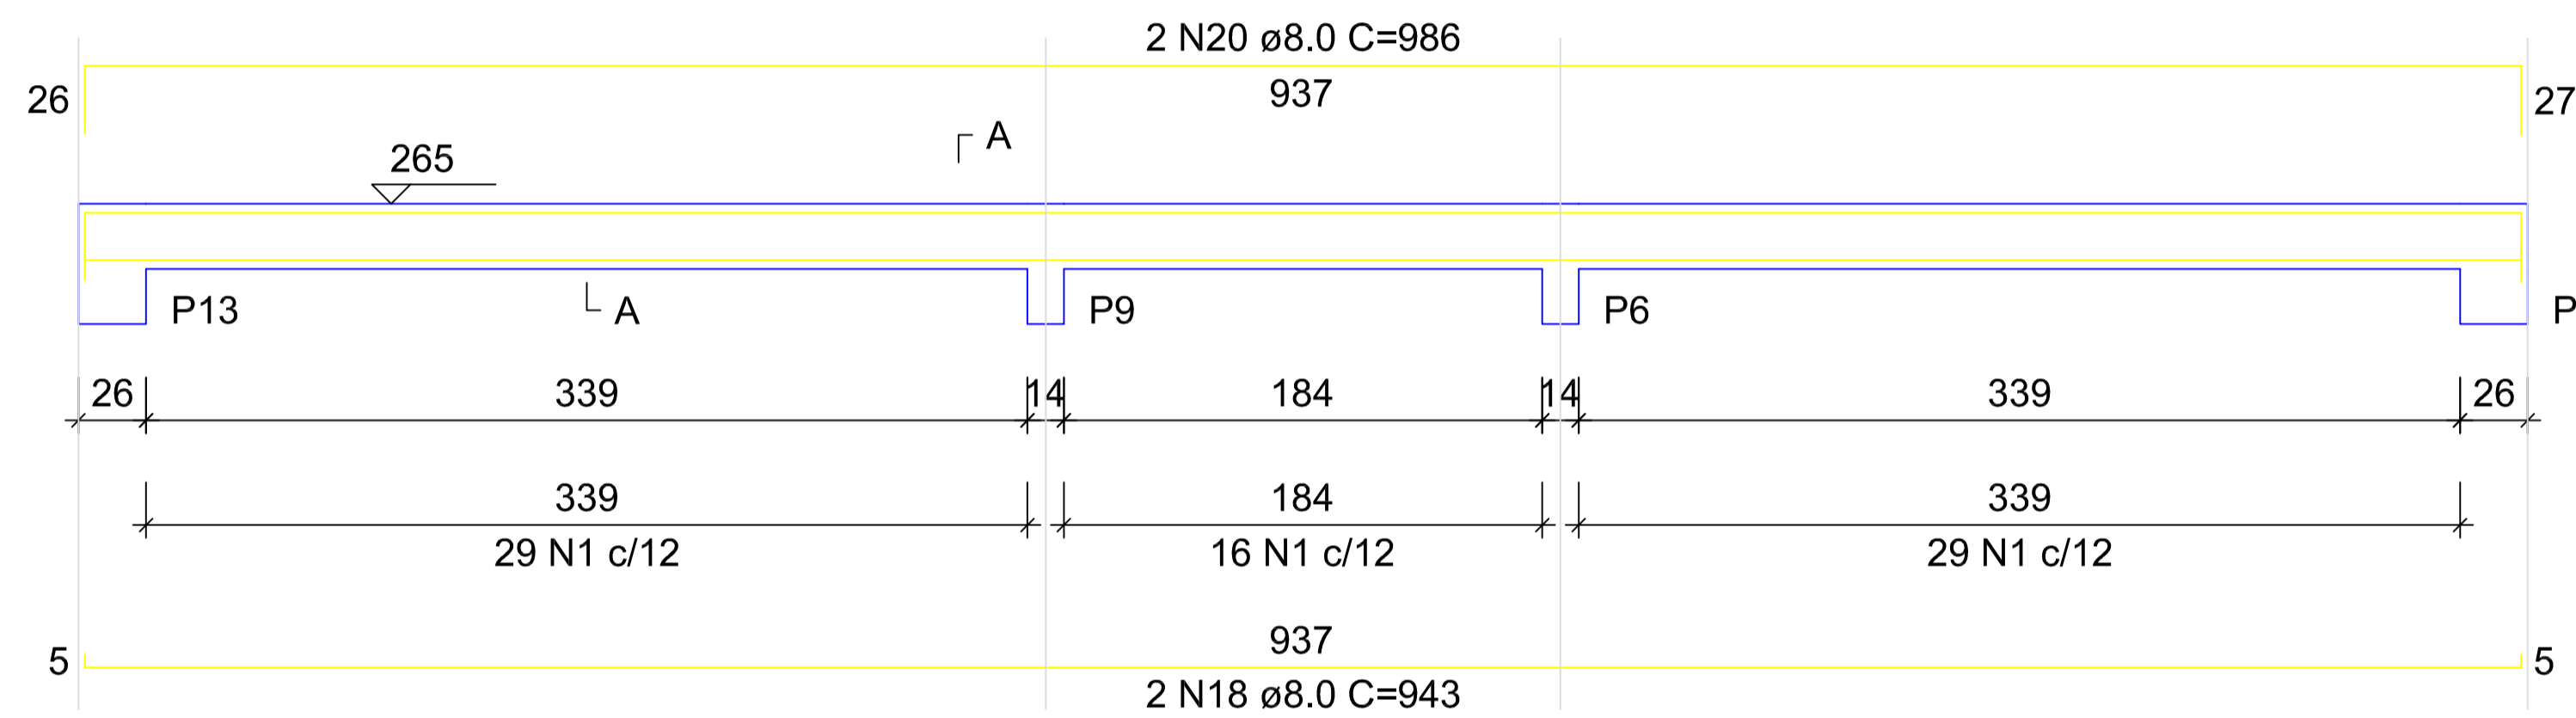 2 N20 ø8.0 C=986
26 937 27
A
265
P13 A P9 P6 P
26 339 14 184 14 339 26
339 184 339
29 N1 c/12 16 N1 c/12 29 N1 c/12
5 937 5
2 N18 ø8.0 C=943